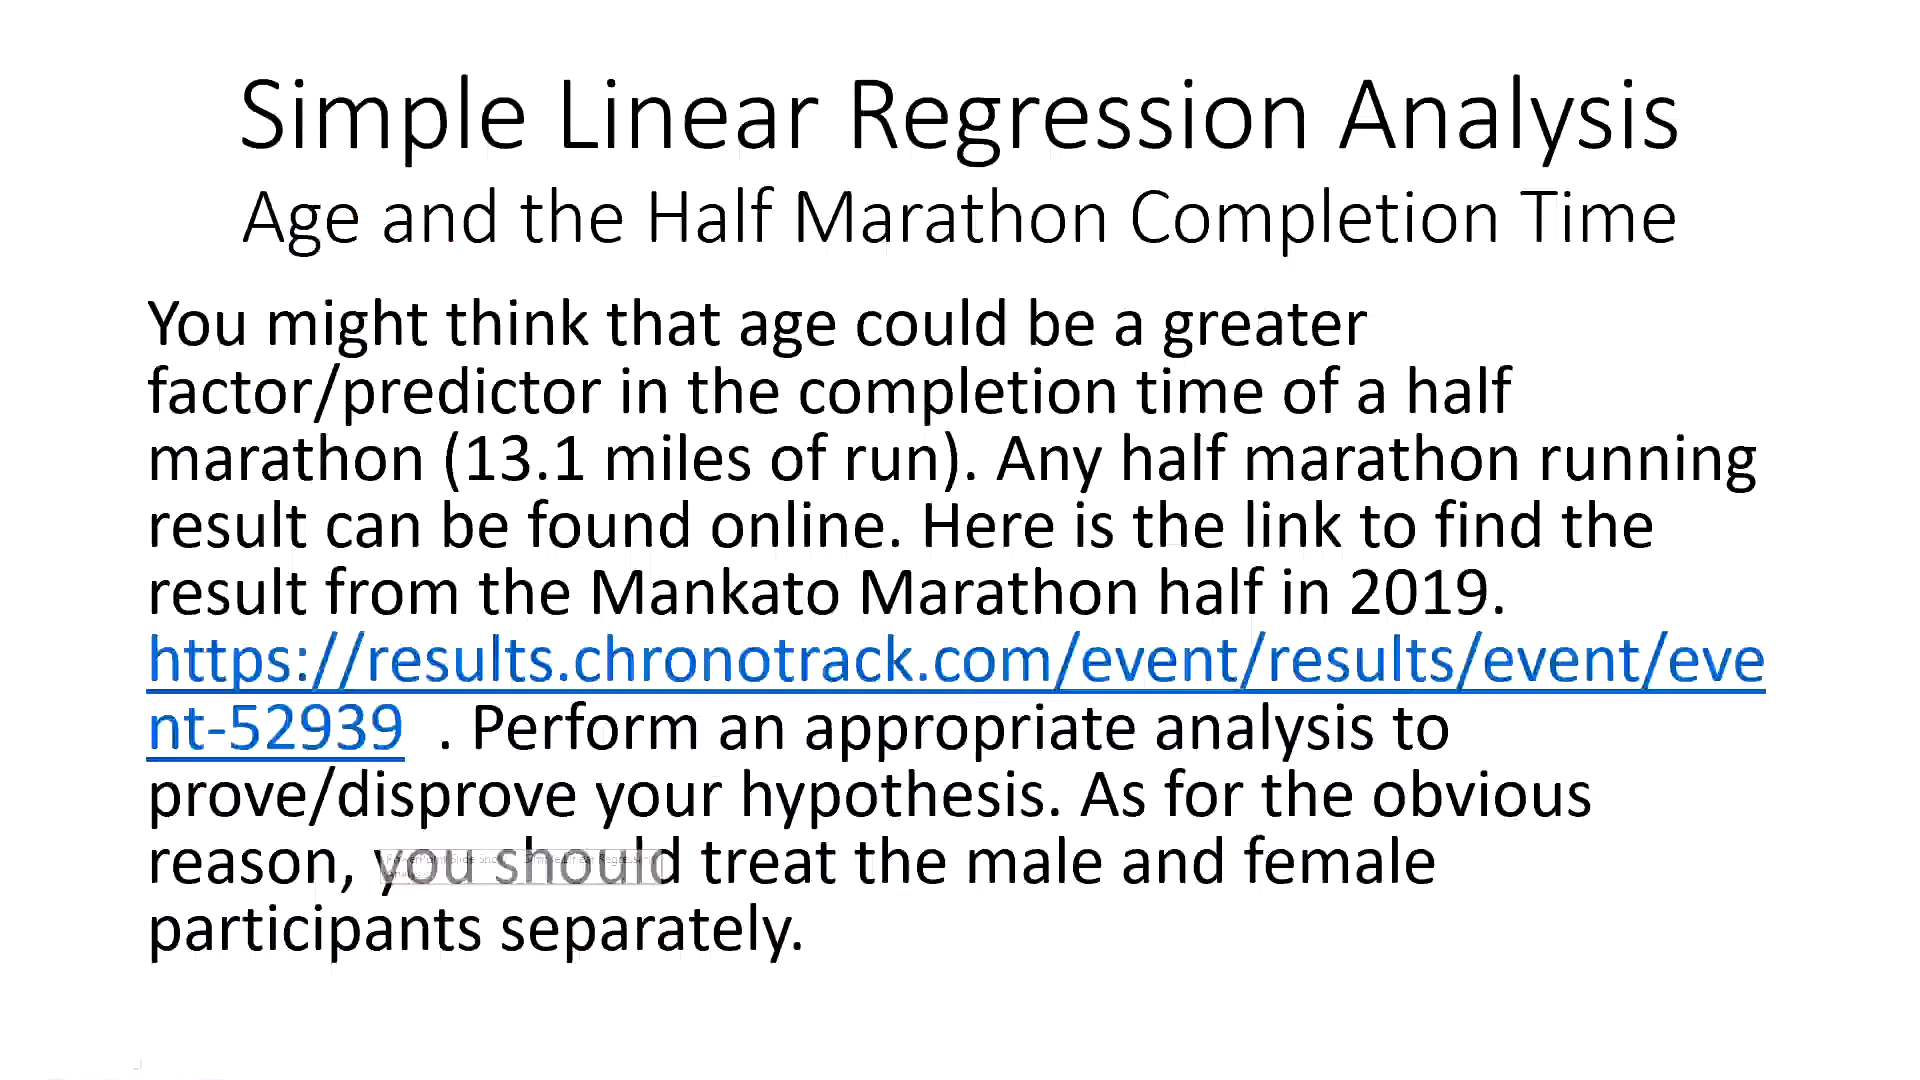 Simple Linear Regression Analysis
Age and the Half Marathon Completion Time
You might think that age could be a greater
factor/predictor in the completion time of a half
marathon (13.1 miles of run). Any half marathon running
result can be found online. Here is the link to find the
result from the Mankato Marathon half in 2019.
https://results.chronotrack.com/event/results/event/eve
nt-52939 . Perform an appropriate analysis to
prove/disprove your hypothesis. As for the obvious
reason, you should treat the male and female
participants separately.